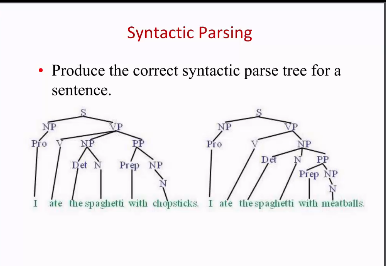 Syntactic Parsing
• Produce the correct syntactic parse tree for a
sentence.
S S
NP VP NP VP
Pro V NP PP Pro V NP
Det N Prep NP Det N PP
Prep NP
N N
I ate the spaghetti with chopsticks. I ate the spaghetti with meatballs.